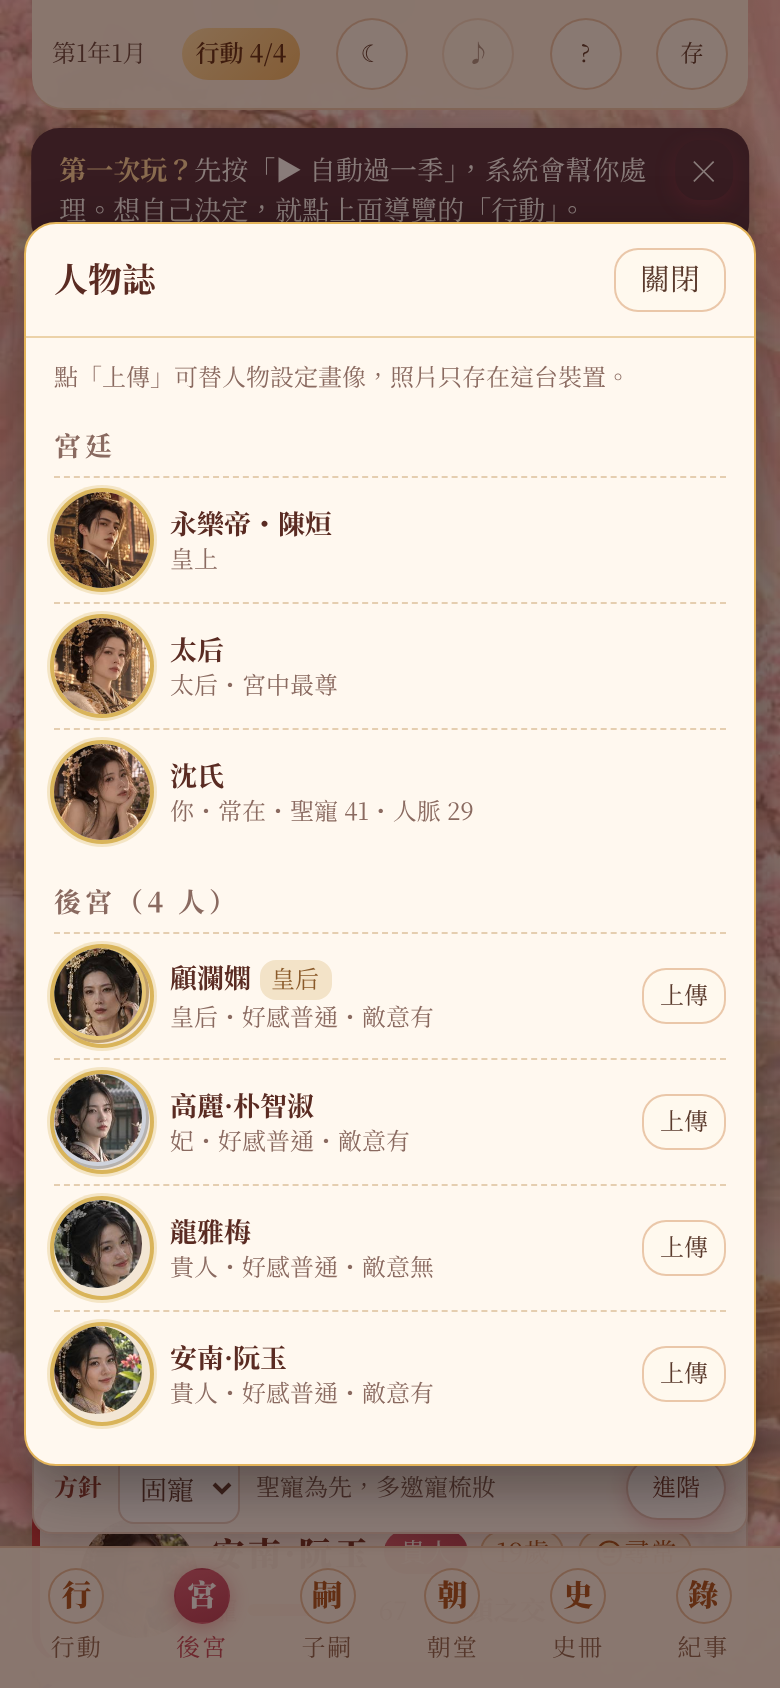 第1年1月
行動 4/4
☾
♪
?
存
第一次玩？先按「▶ 自動過一季」，系統會幫你處
理。想自己決定，就點上面導覽的「行動」。
人物誌
關閉
點「上傳」可替人物設定畫像，照片只存在這台裝置。
宮廷
永樂帝・陳烜
皇上
太后
太后・宮中最尊
沈氏
你・常在・聖寵 41・人脈 29
後宮（4 人）
顧瀾嫻 皇后
皇后・好感普通・敵意有
上傳
高麗·朴智淑
妃・好感普通・敵意有
上傳
龍雅梅
貴人・好感普通・敵意無
上傳
安南·阮玉
貴人・好感普通・敵意有
上傳
方針
固寵
聖寵為先，多邀寵梳妝
進階
安南·阮玉
貴人
行
行動
宮
後宮
嗣
子嗣
朝
朝堂
史
史冊
錄
紀事